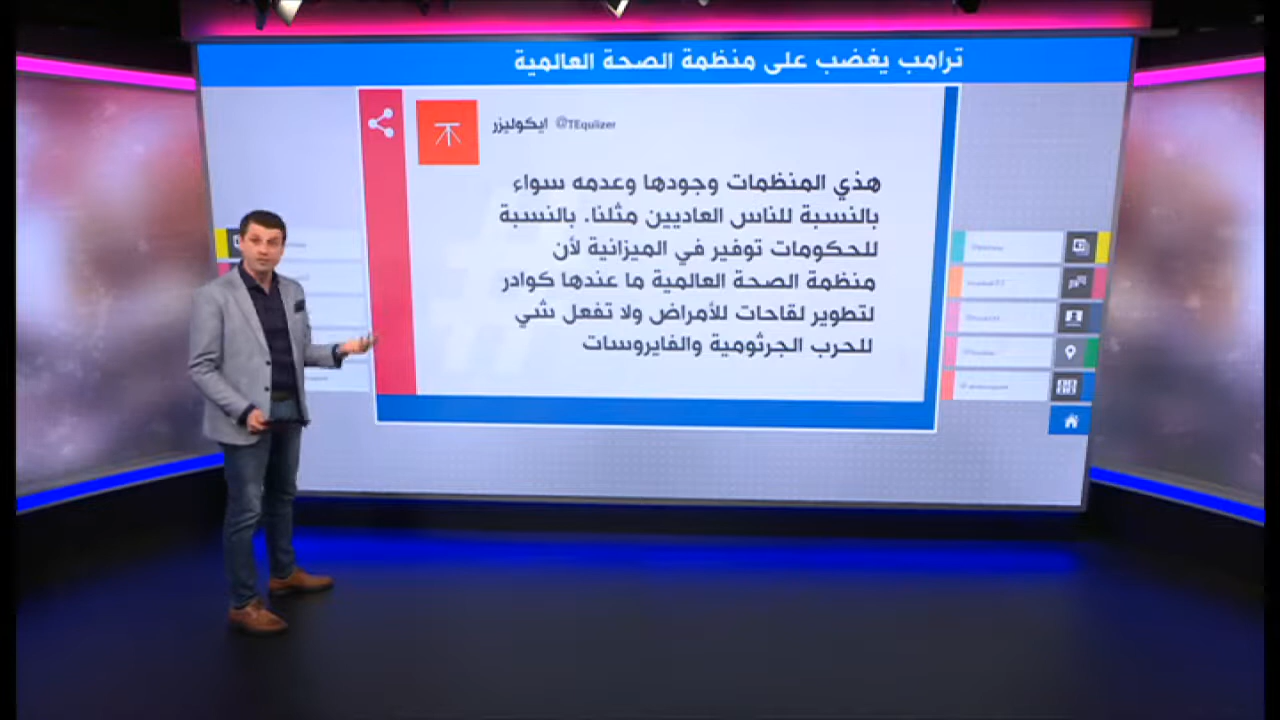 ترامب يغضب على منظمة الصحة العالمية
ايكوليزر @TEqulizer
هذي المنظمات وجودها وعدمه سواء
بالنسبة للناس العاديين مثلنا. بالنسبة
للحكومات توفير في الميزانية لأن
منظمة الصحة العالمية ما عندها كوادر
لتطوير لقاحات للأمراض ولا تفعل شي
للحرب الجرثومية والفايروسات